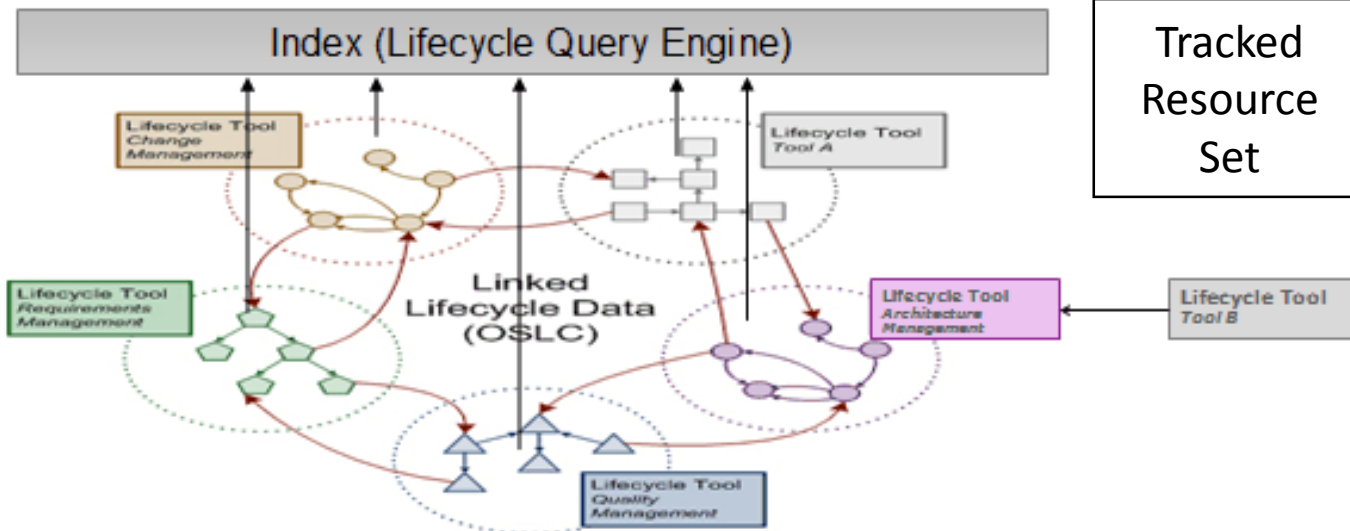 Index (Lifecycle Query Engine)
Tracked
Resource
Set
Lifecycle Tool
Change
Management
Lifecycle Tool
Tool A
Linked
Lifecycle Data
(OSLC)
Lifecycle Tool
Requirements
Management
Lifecycle Tool
Architecture
Management
Lifecycle Tool
Tool B
Lifecycle Tool
Quality
Management